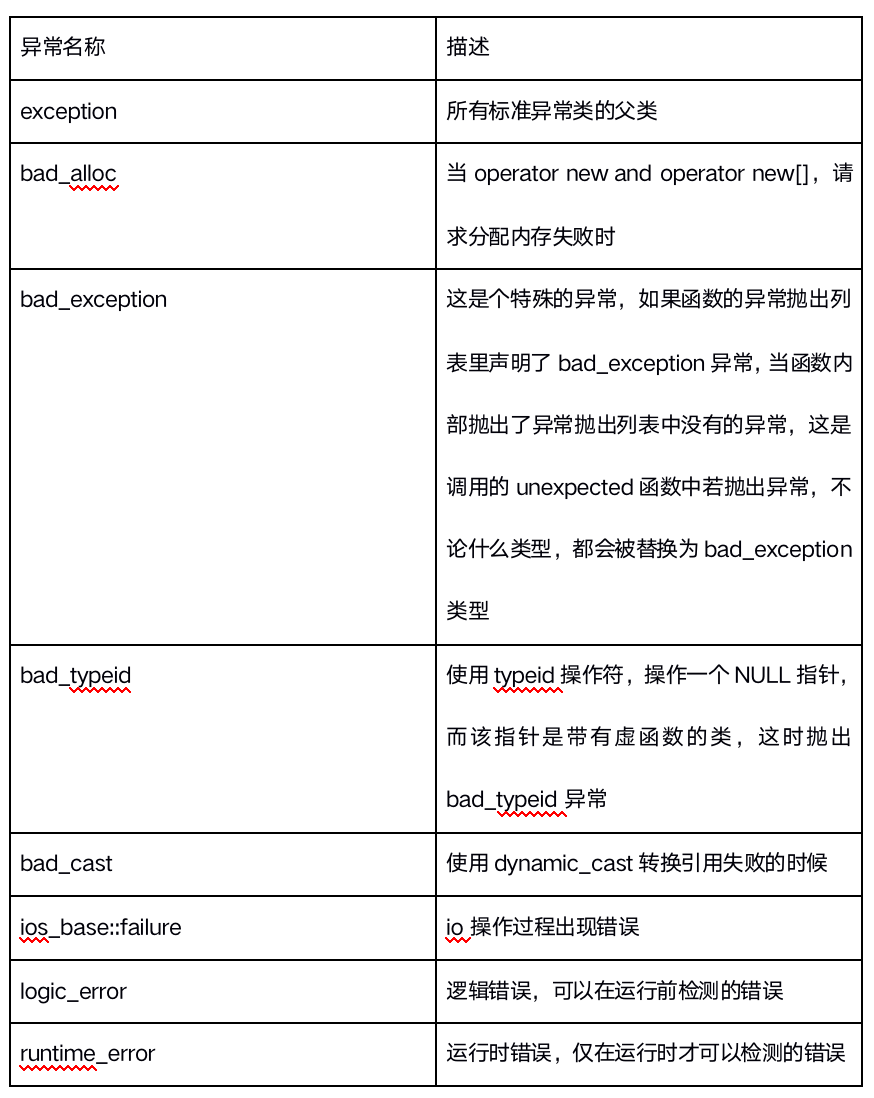 异常名称
描述
exception
所有标准异常类的父类
bad_alloc
当 operator new and operator new[]，请
求分配内存失败时
bad_exception
这是个特殊的异常，如果函数的异常抛出列
表里声明了 bad_exception 异常，当函数内
部抛出了异常抛出列表中没有的异常，这是
调用的 unexpected 函数中若抛出异常，不
论什么类型，都会被替换为 bad_exception
类型
bad_typeid
使用 typeid 操作符，操作一个 NULL 指针，
而该指针是带有虚函数的类，这时抛出
bad_typeid 异常
bad_cast
使用 dynamic_cast 转换引用失败的时候
ios_base::failure
io 操作过程出现错误
logic_error
逻辑错误，可以在运行前检测的错误
runtime_error
运行时错误，仅在运行时才可以检测的错误